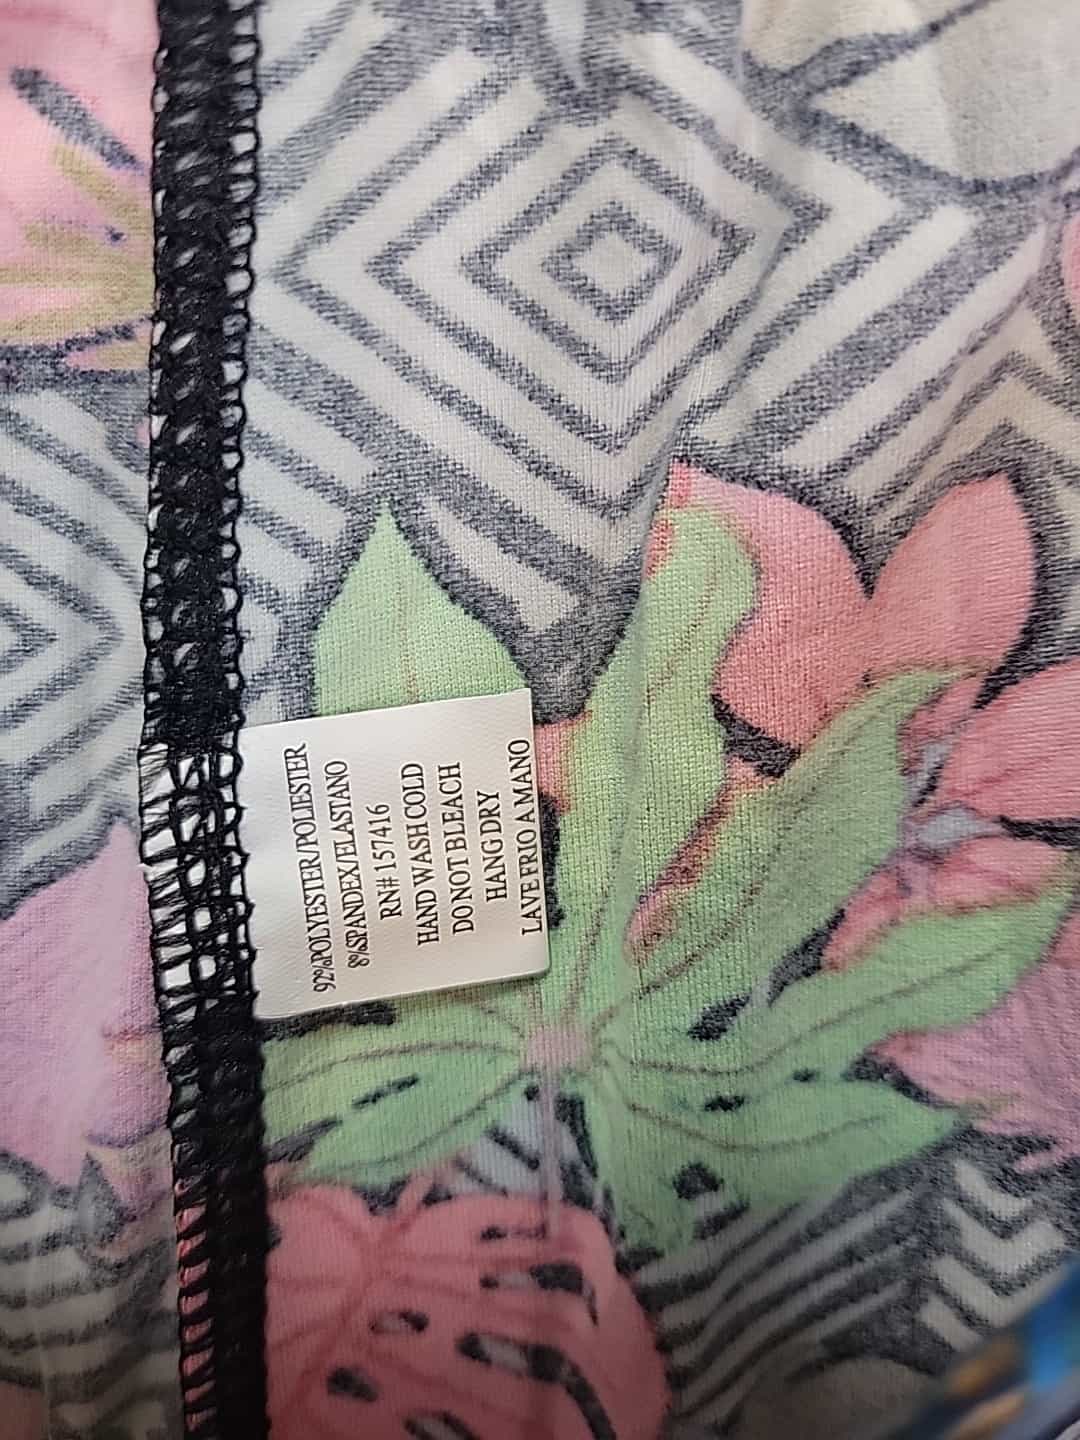 92%POLYESTER/POLIESTER
8%SPANDEX/ELASTANO
RN# 157416
HAND WASH COLD
DO NOT BLEACH
HANG DRY
LAVE FRIO A MANO